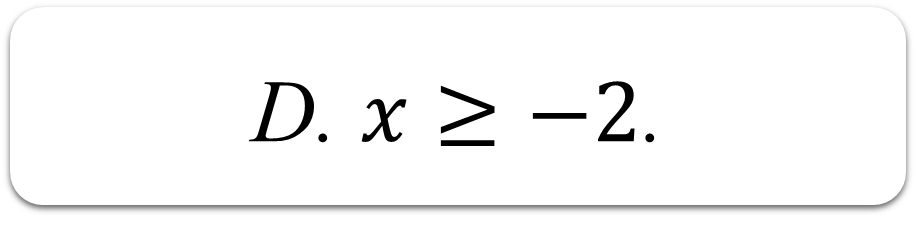 D. x ≥ −2.